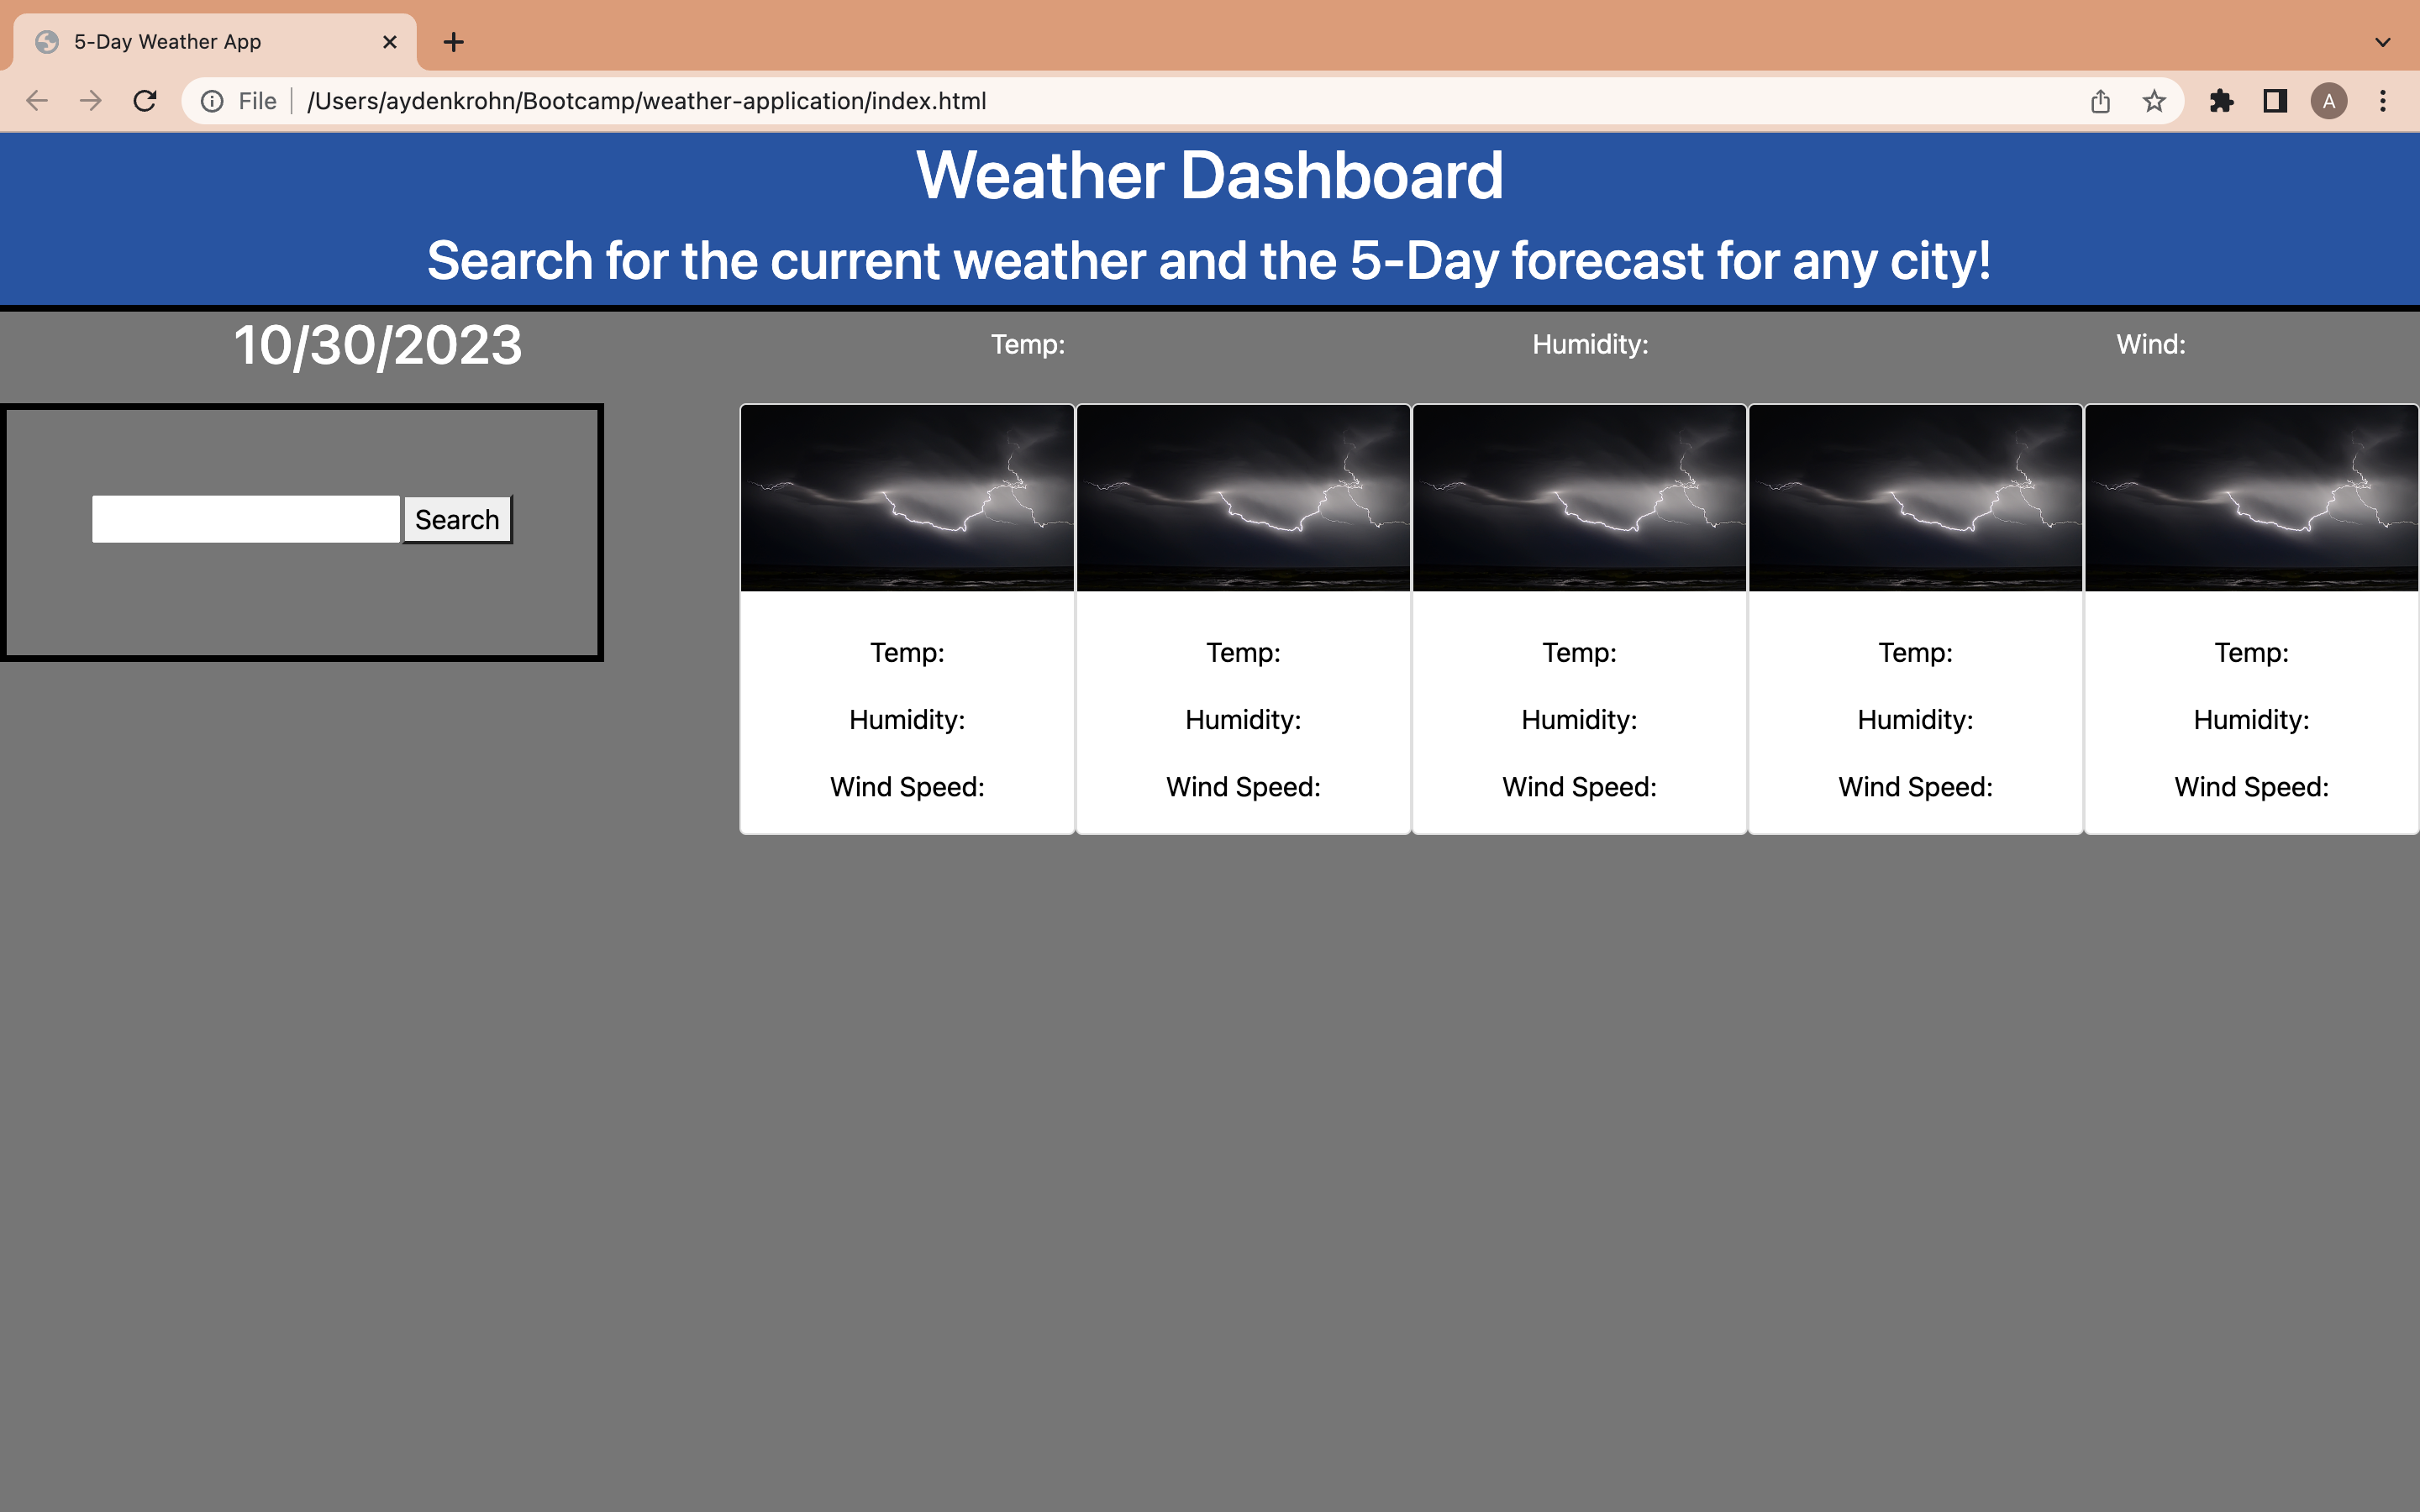 5-Day Weather App
File /Users/aydenkrohn/Bootcamp/weather-application/index.html
A
Weather Dashboard
Search for the current weather and the 5-Day forecast for any city!
10/30/2023 Temp: Humidity: Wind:
Search
Temp: Temp: Temp: Temp: Temp:
Humidity: Humidity: Humidity: Humidity: Humidity:
Wind Speed: Wind Speed: Wind Speed: Wind Speed: Wind Speed: